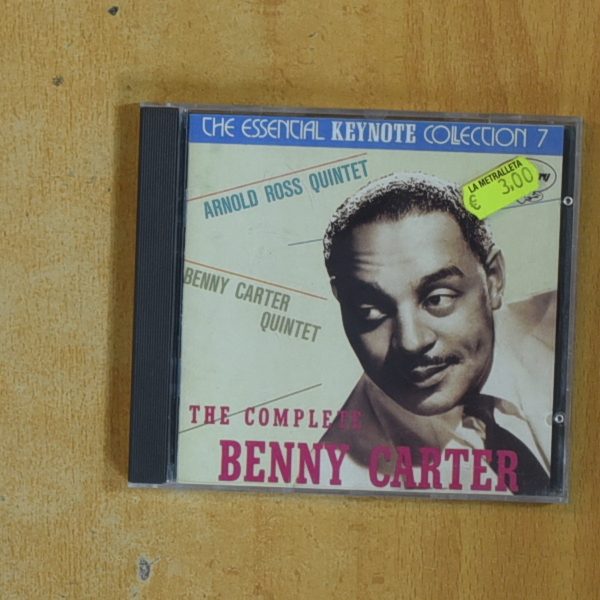 THE ESSENTIAL KEYNOTE COLLECTION 7
LA METRALLETA
€ 3,00
ARNOLD ROSS QUINTET
BENNY CARTER
QUINTET
THE COMPLETE
BENNY CARTER